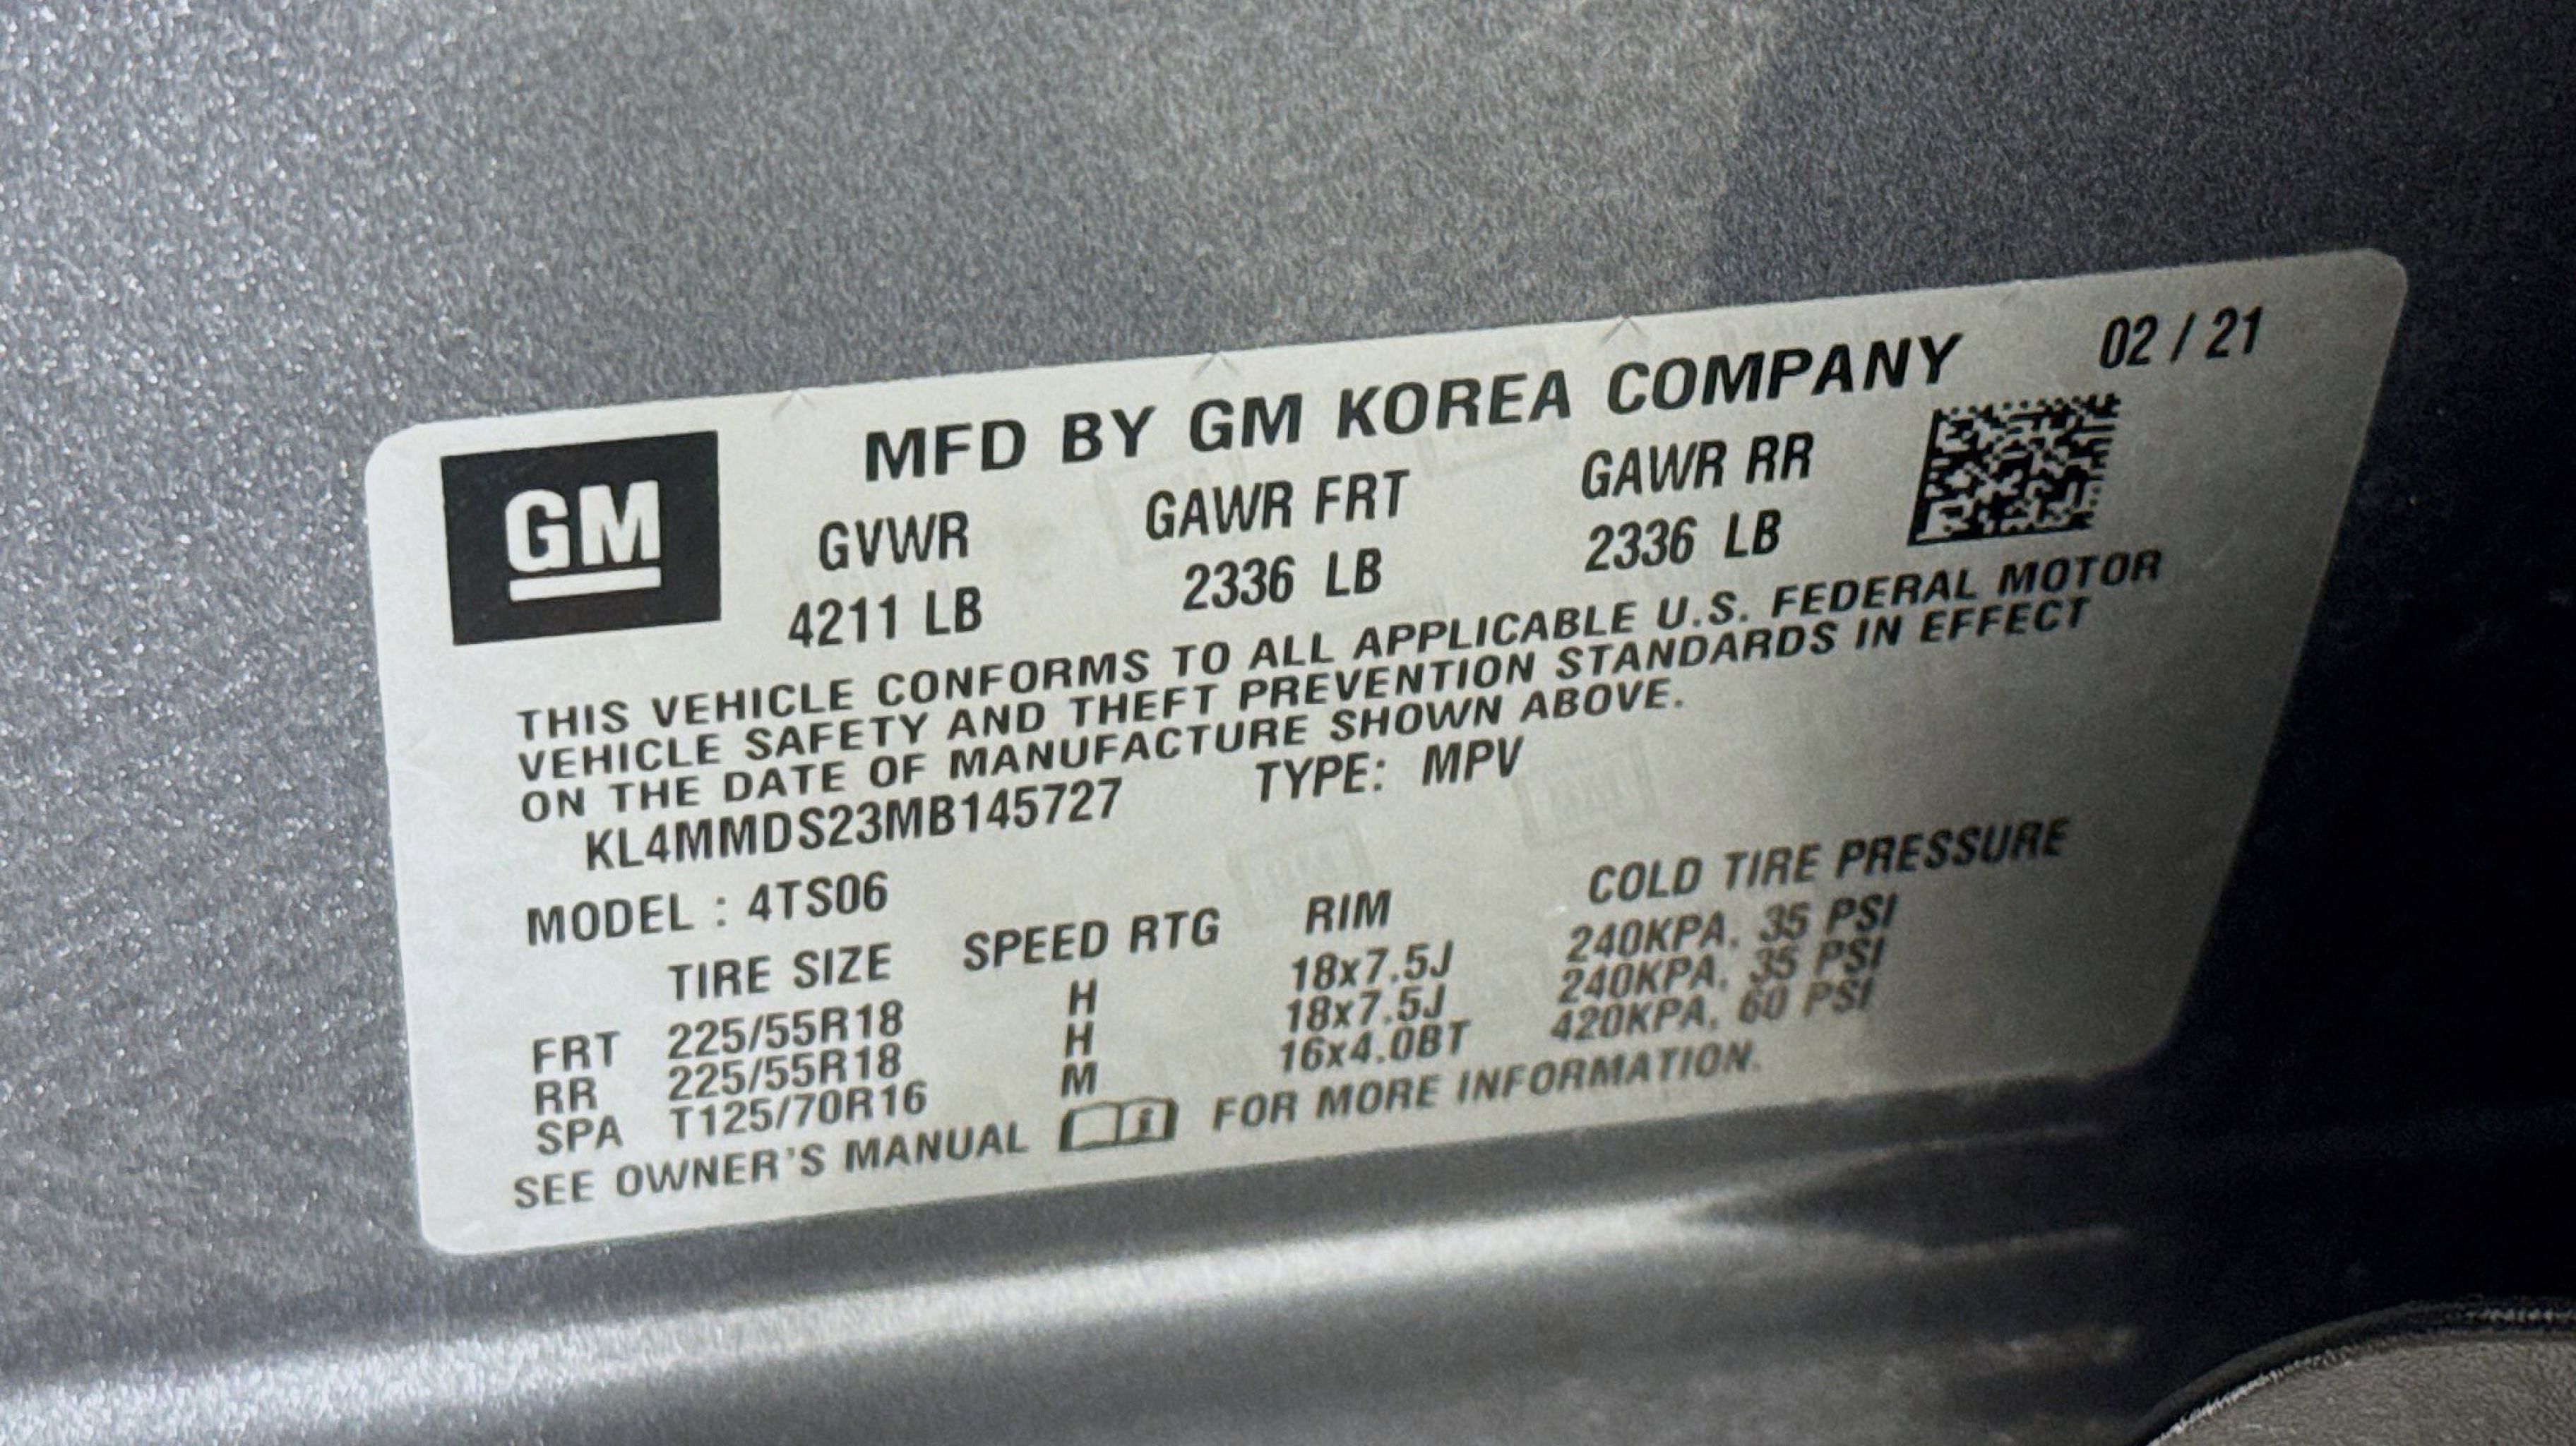 GM
MFD BY GM KOREA COMPANY 02 / 21
GVWR GAWR FRT GAWR RR
4211 LB 2336 LB 2336 LB
THIS VEHICLE CONFORMS TO ALL APPLICABLE U.S. FEDERAL MOTOR
VEHICLE SAFETY AND THEFT PREVENTION STANDARDS IN EFFECT
ON THE DATE OF MANUFACTURE SHOWN ABOVE.
KL4MMDS23MB145727 TYPE: MPV
MODEL : 4TS06
TIRE SIZE SPEED RTG RIM COLD TIRE PRESSURE
FRT 225/55R18 H 18x7.5J 240KPA, 35 PSI
RR 225/55R18 H 18x7.5J 240KPA, 35 PSI
SPA T125/70R16 M 16x4.0BT 420KPA, 60 PSI
SEE OWNER'S MANUAL i FOR MORE INFORMATION.